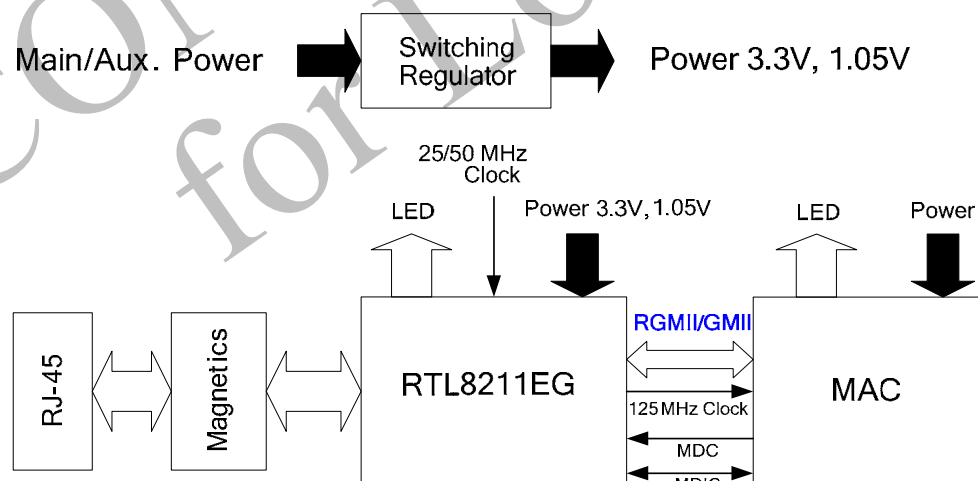 Main/Aux. Power
Switching
Regulator
Power 3.3V, 1.05V
25/50 MHz
Clock
LED
Power 3.3V, 1.05V
LED
Power
RGMII/GMII
RJ-45
Magnetics
RTL8211EG
MAC
125MHz Clock
MDC
for